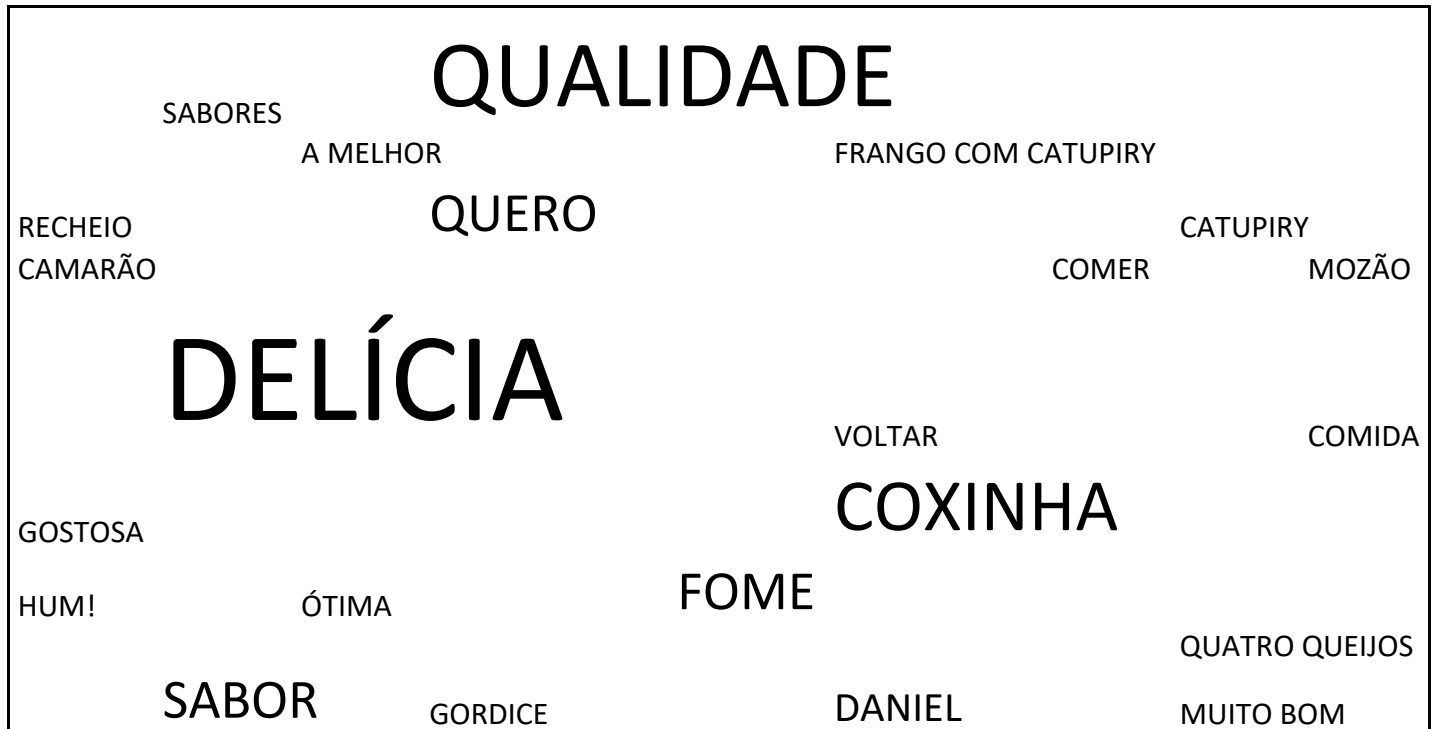 QUALIDADE
SABORES
A MELHOR
FRANGO COM CATUPIRY
QUERO
RECHEIO
CATUPIRY
CAMARÃO
COMER
MOZÃO
DELÍCIA
VOLTAR
COMIDA
COXINHA
GOSTOSA
FOME
HUM!
ÓTIMA
QUATRO QUEIJOS
SABOR
GORDICE
DANIEL
MUITO BOM